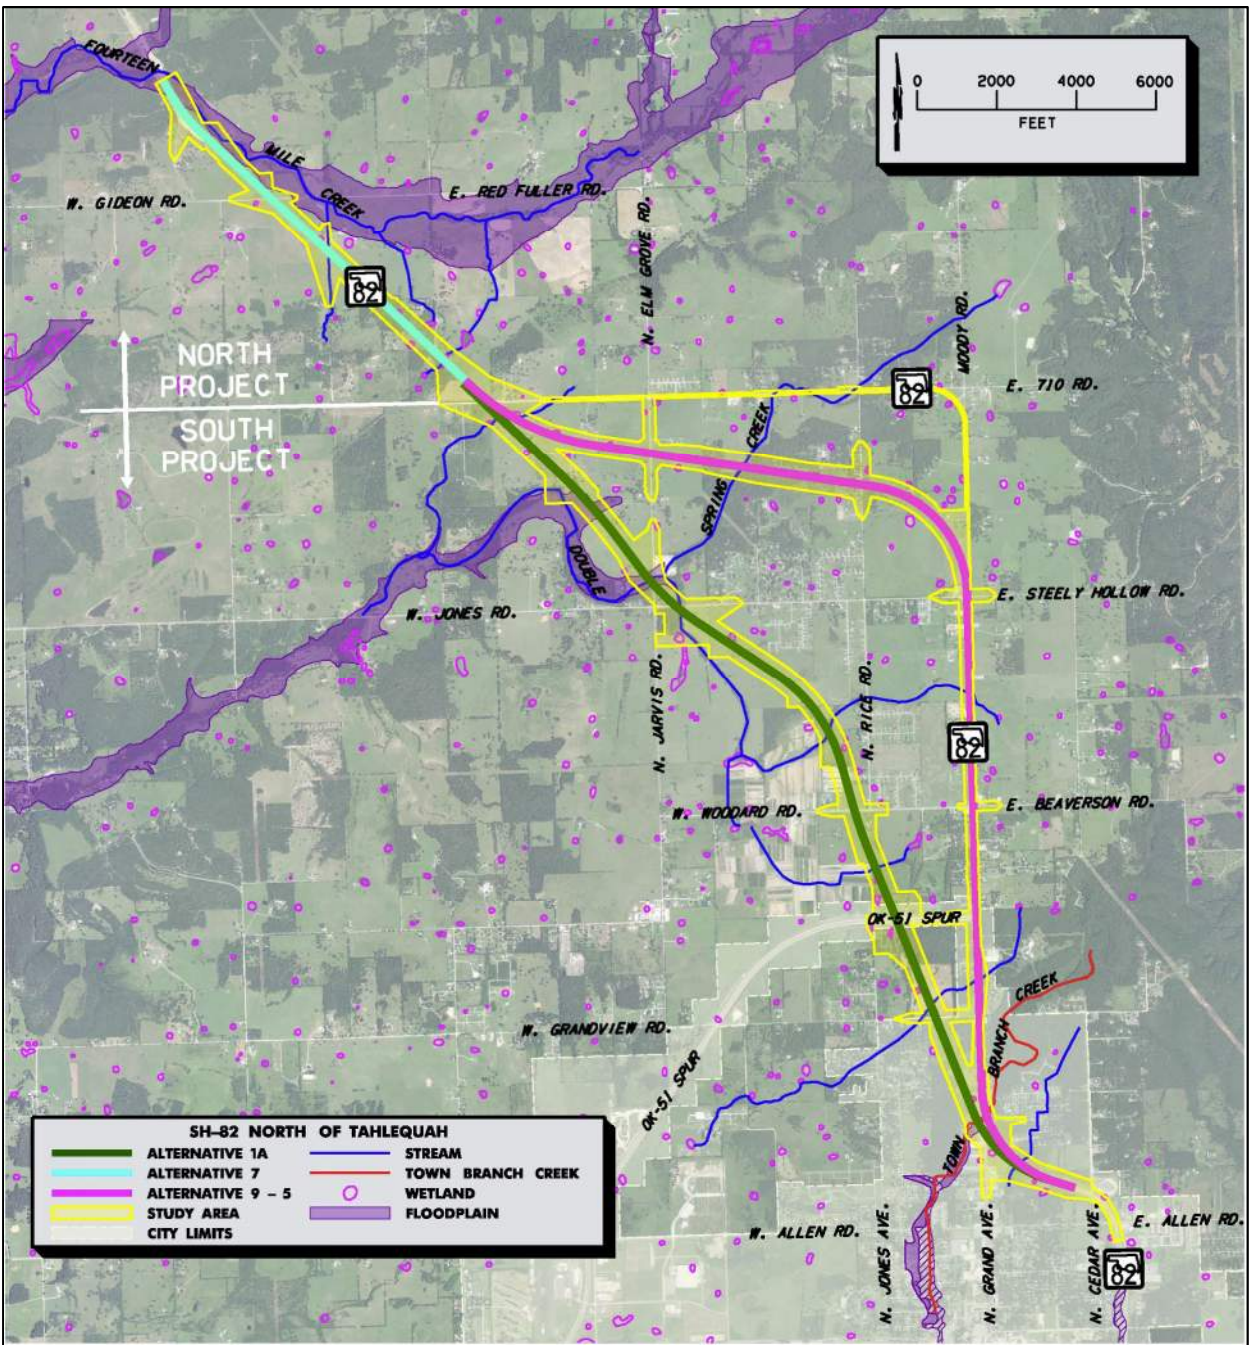 FOURTEEN
MILE
CREEK
0 2000 4000 6000
FEET
W. GIDEON RD.
E. RED FULLER RD.
N. ELM GROVE RD.
82
MOODY RD.
NORTH
PROJECT
SOUTH
PROJECT
82
E. 710 RD.
SPRING
CREEK
DOUBLE
W. JONES RD.
E. STEELY HOLLOW RD.
N. JARVIS RD.
N. RICE RD.
82
W. WOODARD RD.
E. BEAVERSON RD.
OK-51 SPUR
W. GRANDVIEW RD.
OK-51 SPUR
TOWN
BRANCH
CREEK
W. ALLEN RD.
E. ALLEN RD.
N. JONES AVE.
N. GRAND AVE.
N. CEDAR AVE.
82
SH-82 NORTH OF TAHLEQUAH
ALTERNATIVE 1A
ALTERNATIVE 7
ALTERNATIVE 9 - 5
STUDY AREA
CITY LIMITS
STREAM
TOWN BRANCH CREEK
WETLAND
FLOODPLAIN